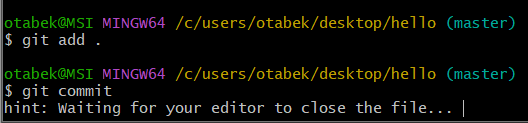 otabek@MSI MINGW64 /c/users/otabek/desktop/hello (master)
$ git add .
otabek@MSI MINGW64 /c/users/otabek/desktop/hello (master)
$ git commit
hint: Waiting for your editor to close the file...